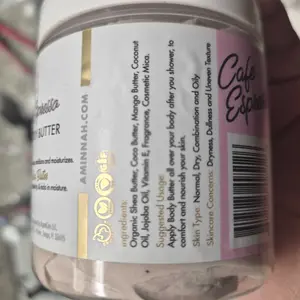 BUTTER
moisturizes.
AMINNAH.COM
Ingredients:
Organic Shea Butter, Coco Butter, Mango Butter, Coconut
Oil, Jojoba Oil, Vitamin E, Fragrance, Cosmetic Mica.
Suggested Usage
Apply Body Butter all over your body after you shower, to
comfort and nourish your skin.
Skin Type: Normal, Dry, Combination and Oily
Skincare Concerns: Dryness, Dullness and Uneven Texture
Cafe